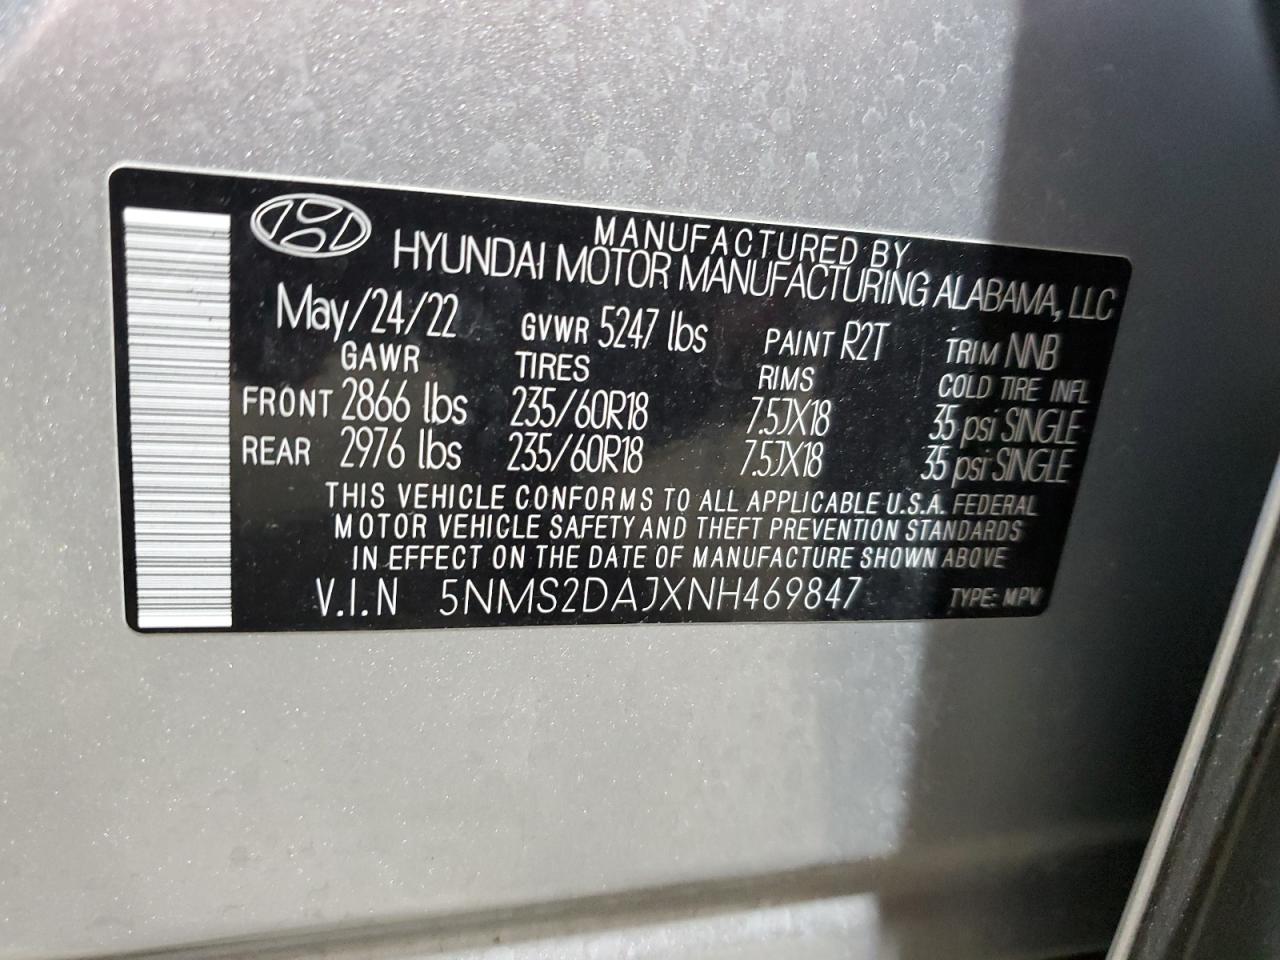 MANUFACTURED BY
HYUNDAI MOTOR MANUFACTURING ALABAMA, LLC
May/24/22 GVWR 5247 lbs PAINT R2T TRIM NNB
GAWR TIRES RIMS COLD TIRE INFL
FRONT 2866 lbs 235/60R18 7.5JX18 35 psi SINGLE
REAR 2976 lbs 235/60R18 7.5JX18 35 psi SINGLE
THIS VEHICLE CONFORMS TO ALL APPLICABLE U.S.A. FEDERAL
MOTOR VEHICLE SAFETY AND THEFT PREVENTION STANDARDS
IN EFFECT ON THE DATE OF MANUFACTURE SHOWN ABOVE
V.I.N 5NMS2DAJXNH469847 TYPE: MPV